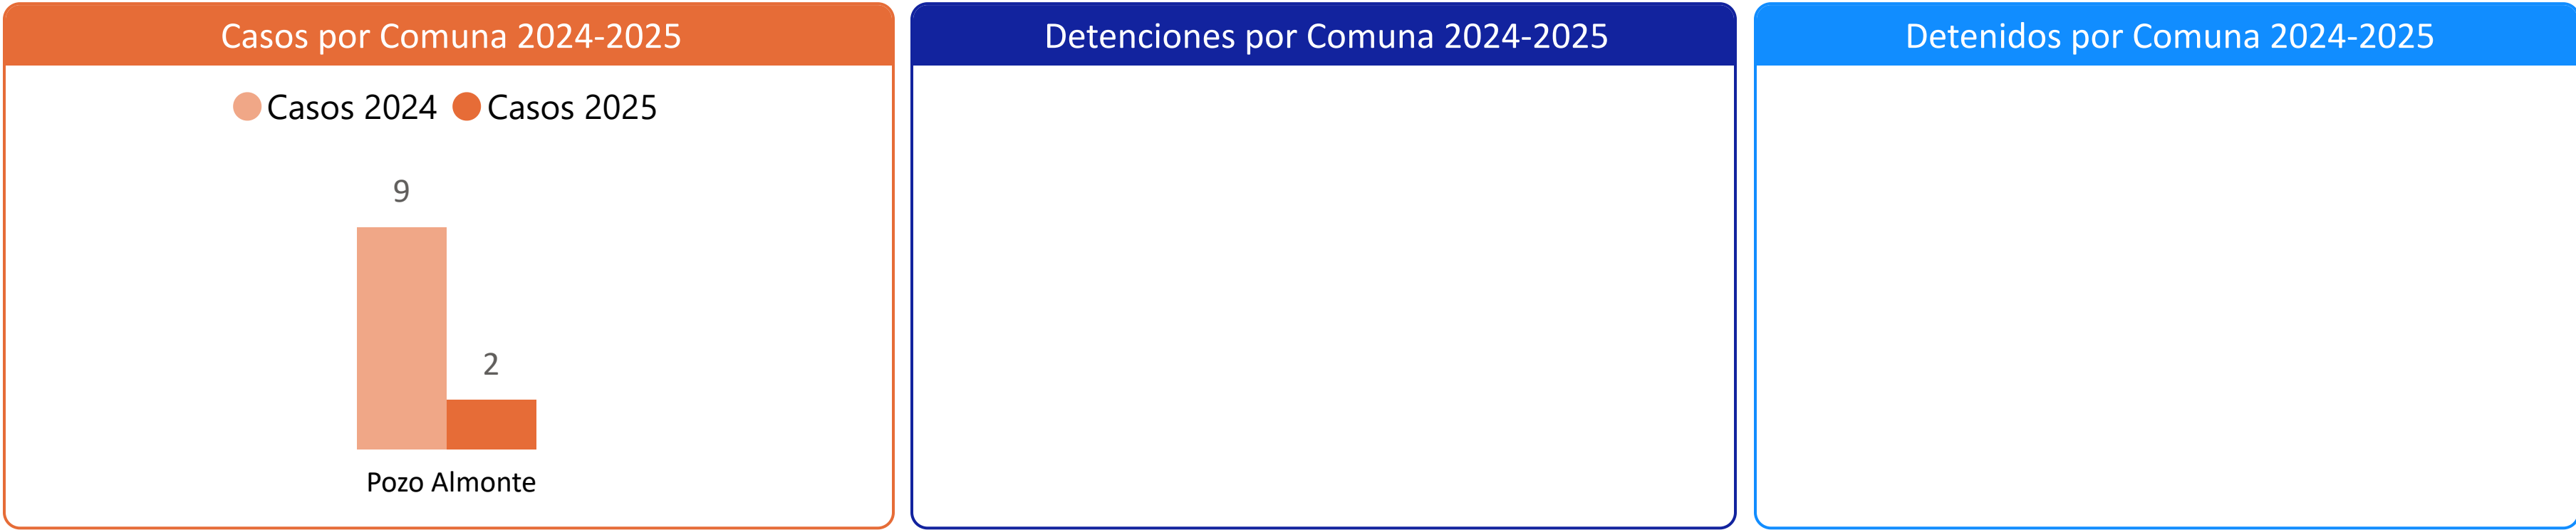 Casos por Comuna 2024-2025
Casos 2024 Casos 2025
9
2
Pozo Almonte
Detenciones por Comuna 2024-2025
Detenidos por Comuna 2024-2025